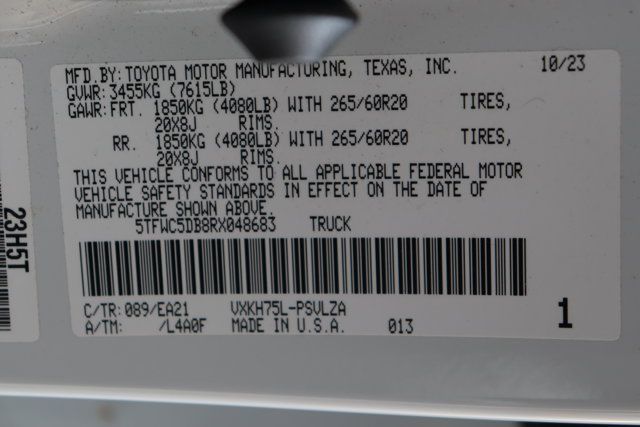 MFD.BY:TOYOTA MOTOR MANUFACTURING, TEXAS, INC. 10/23
GVWR:3455KG (7615LB)
GAWR:FRT. 1850KG (4080LB) WITH 265/60R20 TIRES,
20X8J RIMS.
RR. 1850KG (4080LB) WITH 265/60R20 TIRES,
20X8J RIMS.
THIS VEHICLE CONFORMS TO ALL APPLICABLE FEDERAL MOTOR
VEHICLE SAFETY STANDARDS IN EFFECT ON THE DATE OF
MANUFACTURE SHOWN ABOVE.
5TFWC5DB8RX048683 TRUCK
C/TR:089/EA21 VXKH75L-PSVLZA
A/TM: /L4A0F MADE IN U.S.A. 013 1
23H5T